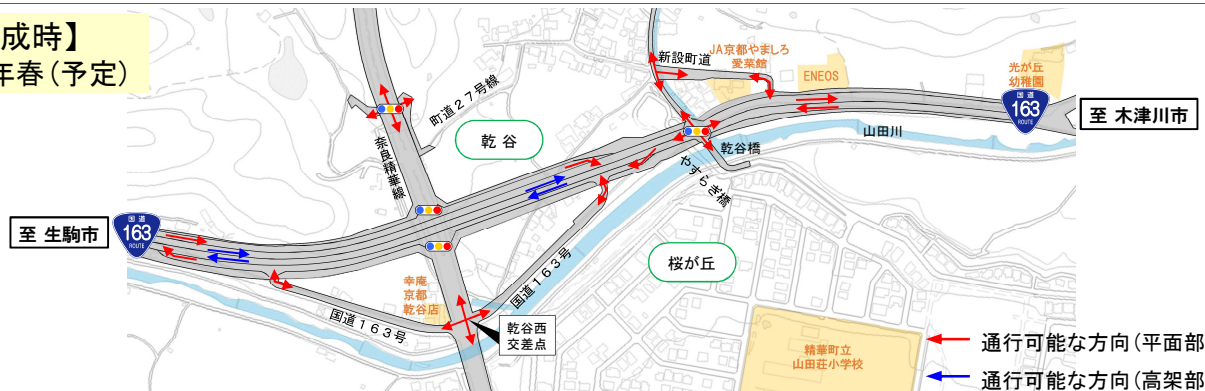 成時】
年春(予定)
新設町道
JA京都やましろ
愛菜館
ENEOS
光が丘
幼稚園
国道
163
ROUTE
至 木津川市
町道27号線
乾谷
乾谷橋
山田川
やすらぎ橋
奈良精華線
至 生駒市
国道
163
ROUTE
桜が丘
幸庵
京都
乾谷店
国道163号
国道163号
乾谷西
交差点
精華町立
山田荘小学校
通行可能な方向(平面部
通行可能な方向(高架部